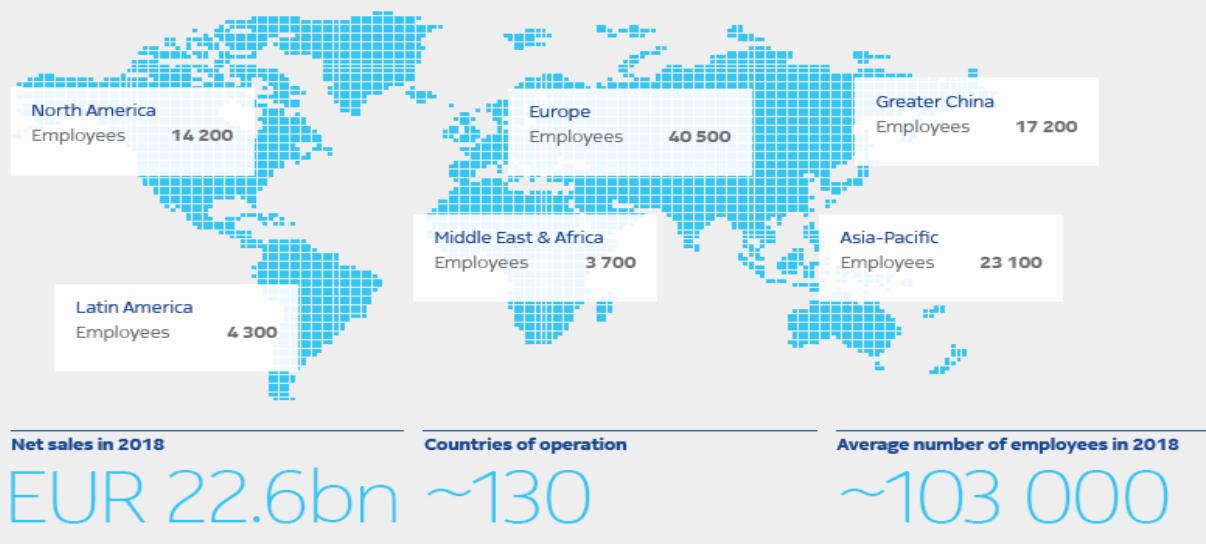 North America
Employees 14 200
Europe
Employees 40 500
Greater China
Employees 17 200
Middle East & Africa
Employees 3 700
Asia-Pacific
Employees 23 100
Latin America
Employees 4 300
Net sales in 2018
EUR 22.6bn
Countries of operation
~130
Average number of employees in 2018
~103 000